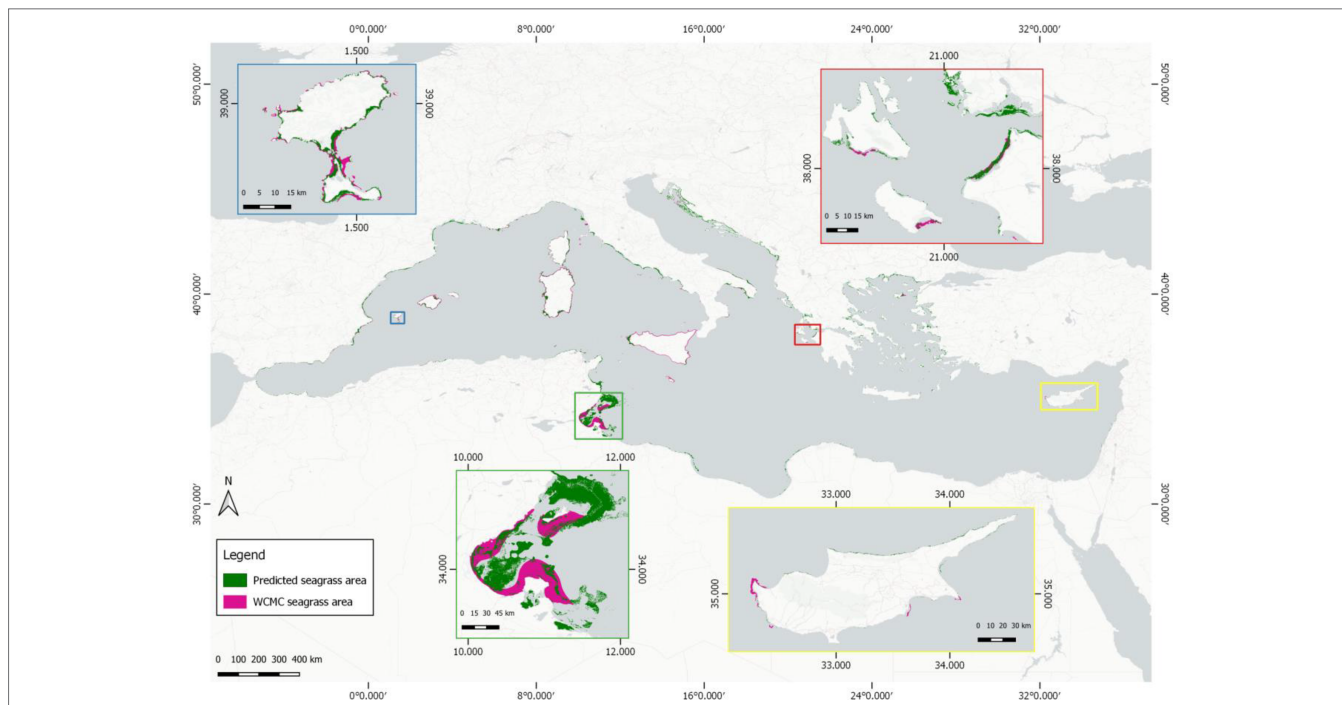 0°0.000' 8°0.000' 16°0.000' 24°0.000' 32°0.000'
50°0.000'
40°0.000'
30°0.000'
50°0.000'
40°0.000'
30°0.000'
1.500
39.000
39.000
0 5 10 15 km
1.500
21.000
38.000
38.000
0 5 10 15 km
21.000
10.000 12.000
34.000
34.000
0 15 30 45 km
10.000 12.000
33.000 34.000
35.000
35.000
0 10 20 30 km
33.000 34.000
N
Legend
Predicted seagrass area
WCMC seagrass area
0 100 200 300 400 km
0°0.000' 8°0.000' 16°0.000' 24°0.000' 32°0.000'